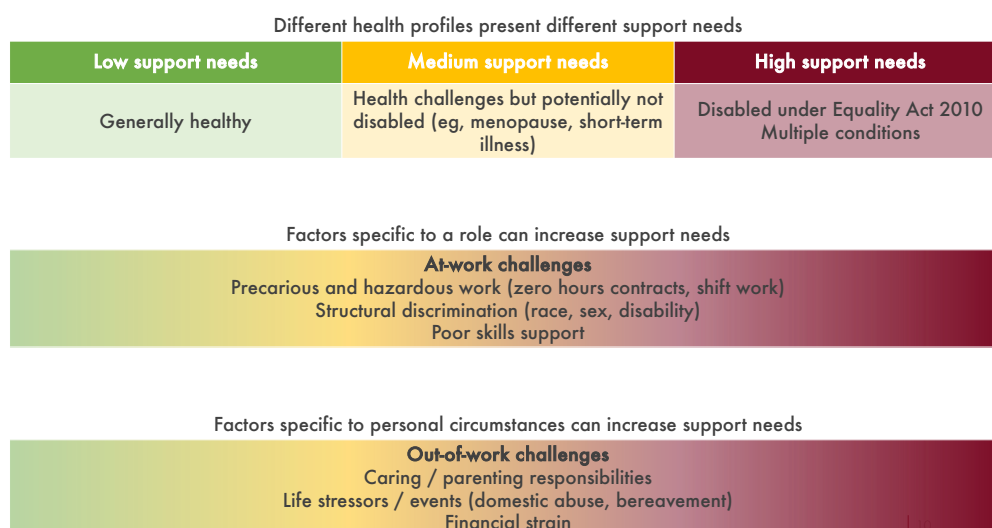 Different health profiles present different support needs
Low support needs
Medium support needs
High support needs
Generally healthy
Health challenges but potentially not
disabled (eg, menopause, short-term
illness)
Disabled under Equality Act 2010
Multiple conditions
Factors specific to a role can increase support needs
At-work challenges
Precarious and hazardous work (zero hours contracts, shift work)
Structural discrimination (race, sex, disability)
Poor skills support
Factors specific to personal circumstances can increase support needs
Out-of-work challenges
Caring / parenting responsibilities
Life stressors / events (domestic abuse, bereavement)
Financial strain